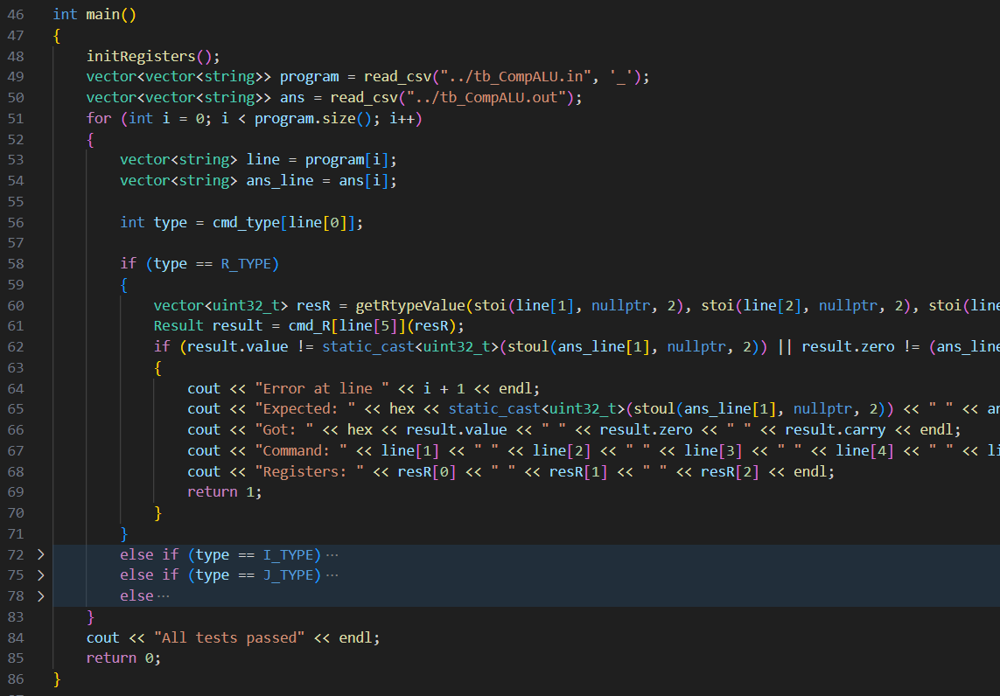 46 int main()
47 {
48 initRegisters();
49 vector<vector<string>> program = read_csv("../tb_CompALU.in", '_');
50 vector<vector<string>> ans = read_csv("../tb_CompALU.out");
51 for (int i = 0; i < program.size(); i++)
52 {
53 vector<string> line = program[i];
54 vector<string> ans_line = ans[i];
55
56 int type = cmd_type[line[0]];
57
58 if (type == R_TYPE)
59 {
60 vector<uint32_t> resR = getRtypeValue(stoi(line[1], nullptr, 2), stoi(line[2], nullptr, 2), stoi(line
61 Result result = cmd_R[line[5]](resR);
62 if (result.value != static_cast<uint32_t>(stoul(ans_line[1], nullptr, 2)) || result.zero != (ans_line
63 {
64 cout << "Error at line " << i + 1 << endl;
65 cout << "Expected: " << hex << static_cast<uint32_t>(stoul(ans_line[1], nullptr, 2)) << " " << an
66 cout << "Got: " << hex << result.value << " " << result.zero << " " << result.carry << endl;
67 cout << "Command: " << line[1] << " " << line[2] << " " << line[3] << " " << line[4] << " " << li
68 cout << "Registers: " << resR[0] << " " << resR[1] << " " << resR[2] << endl;
69 return 1;
70 }
71 }
72 > else if (type == I_TYPE) ···
75 > else if (type == J_TYPE) ···
78 > else ···
83 }
84 cout << "All tests passed" << endl;
85 return 0;
86 }